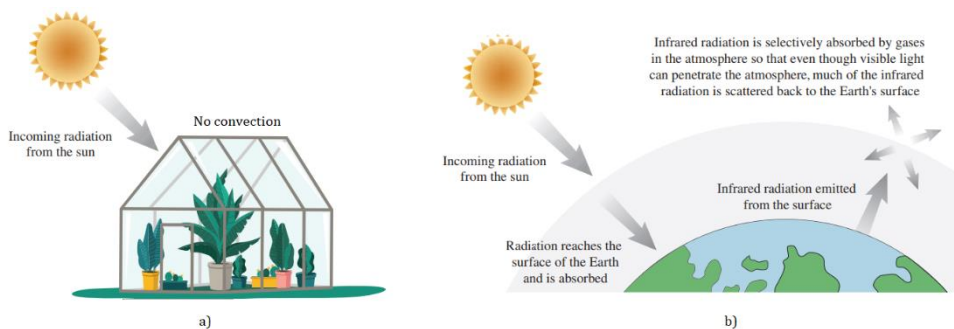 No convection
Incoming radiation
from the sun
a)
Infrared radiation is selectively absorbed by gases
in the atmosphere so that even though visible light
can penetrate the atmosphere, much of the infrared
radiation is scattered back to the Earth's surface
Incoming radiation
from the sun
Infrared radiation emitted
from the surface
Radiation reaches the
surface of the Earth
and is absorbed
b)